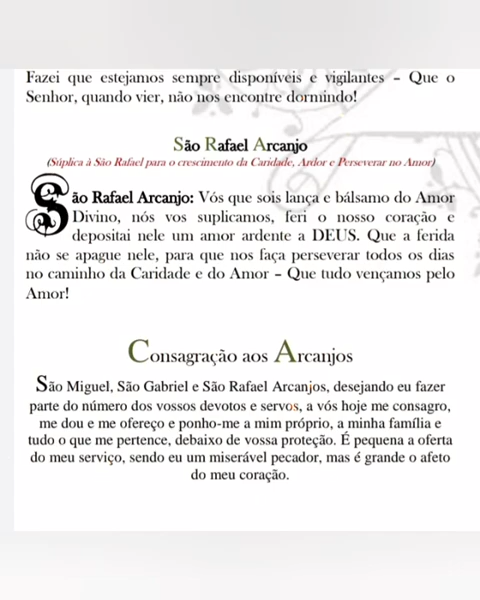 Fazei que estejamos sempre disponíveis e vigilantes – Que o
Senhor, quando vier, não nos encontre dormindo!
São Rafael Arcanjo
(Súplica à São Rafael para o crescimento da Caridade, Ardor e Perseverar no Amor)
São Rafael Arcanjo: Vós que sois lança e bálsamo do Amor
Divino, nós vos suplicamos, feri o nosso coração e
depositai nele um amor ardente a DEUS. Que a ferida
não se apague nele, para que nos faça perseverar todos os dias
no caminho da Caridade e do Amor – Que tudo vençamos pelo
Amor!
Consagração aos Arcanjos
São Miguel, São Gabriel e São Rafael Arcanjos, desejando eu fazer
parte do número dos vossos devotos e servos, a vós hoje me consagro,
me dou e me ofereço e ponho-me a mim próprio, a minha família e
tudo o que me pertence, debaixo de vossa proteção. É pequena a oferta
do meu serviço, sendo eu um miserável pecador, mas é grande o afeto
do meu coração.